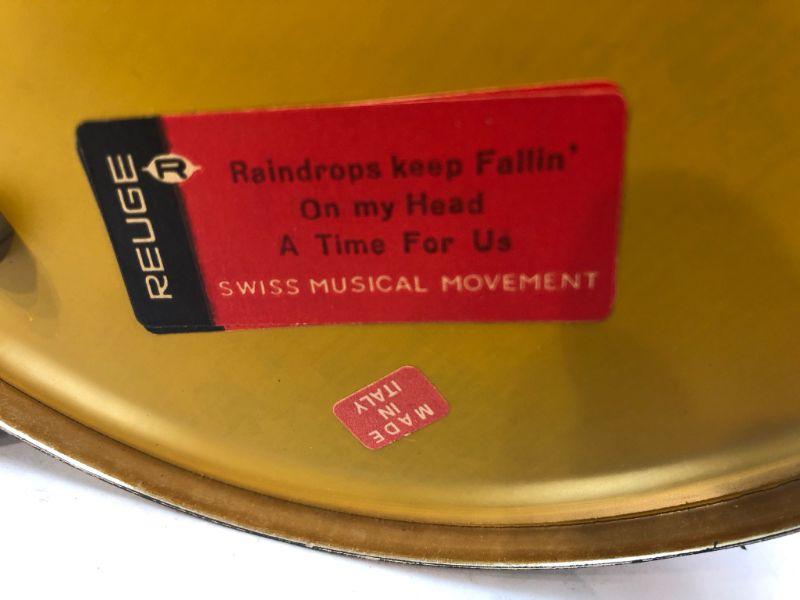 REUGE
R
Raindrops keep Fallin'
On my Head
A Time For Us
SWISS MUSICAL MOVEMENT
MADE
IN
ITALY